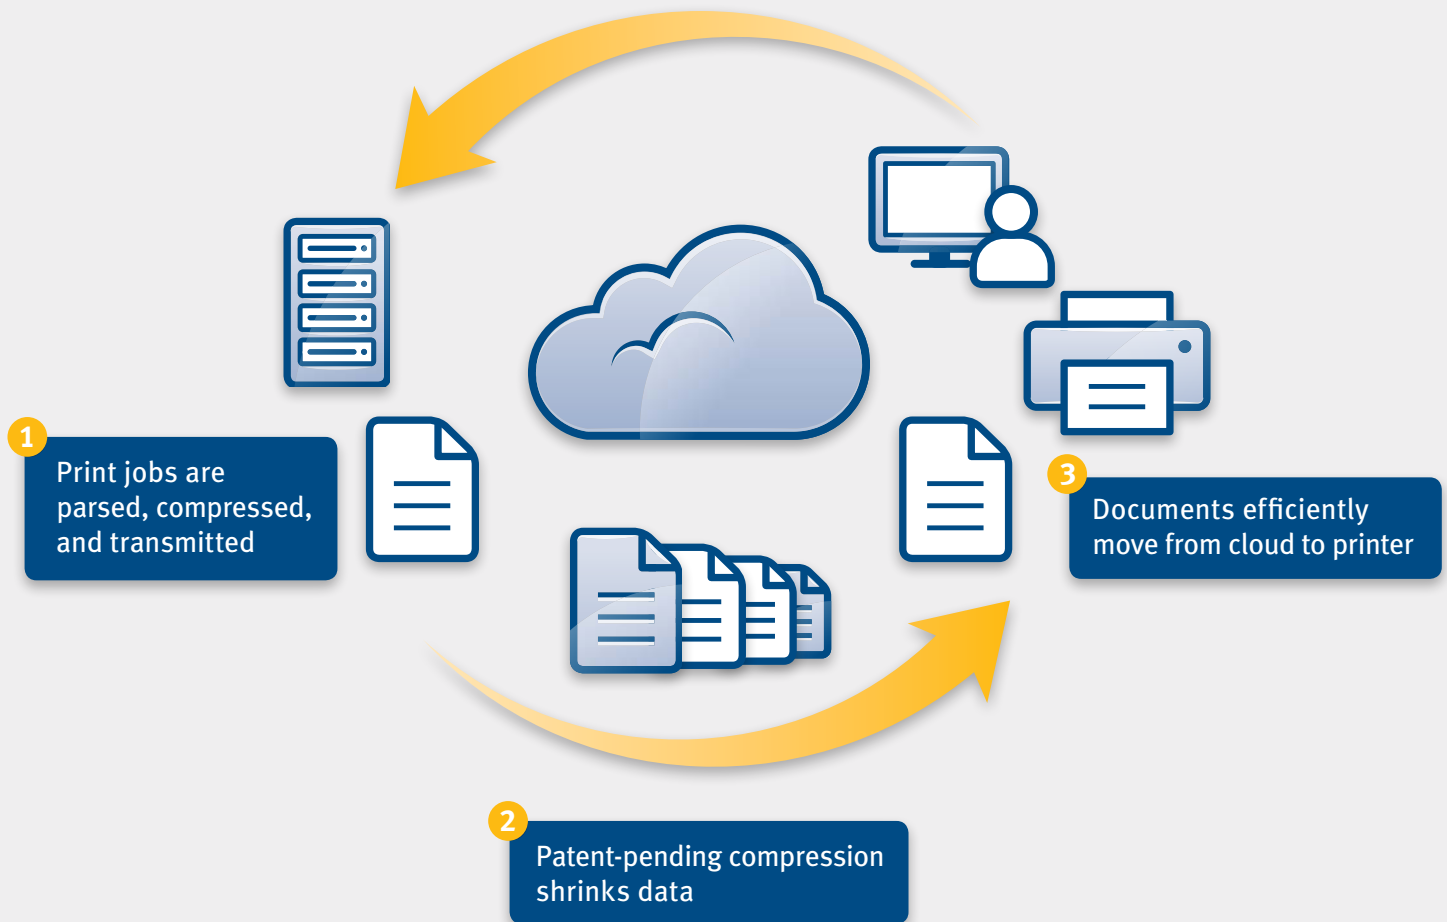 1
Print jobs are
parsed, compressed,
and transmitted
2
Patent-pending compression
shrinks data
3
Documents efficiently
move from cloud to printer